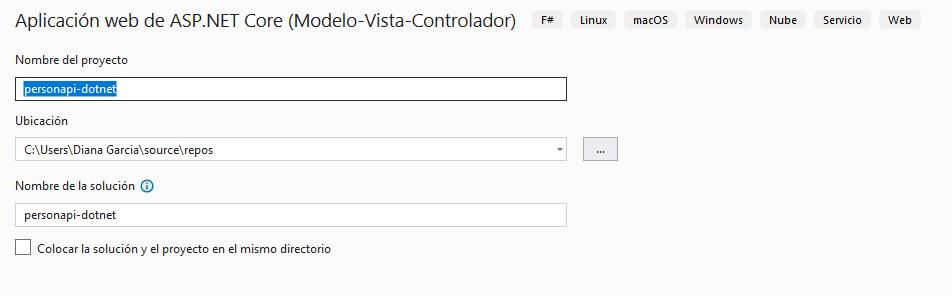 Aplicación web de ASP.NET Core (Modelo-Vista-Controlador) F# Linux macOS Windows Nube Servicio Web
Nombre del proyecto
personapi-dotnet
Ubicación
C:\Users\Diana Garcia\source\repos ...
Nombre de la solución
personapi-dotnet
Colocar la solución y el proyecto en el mismo directorio